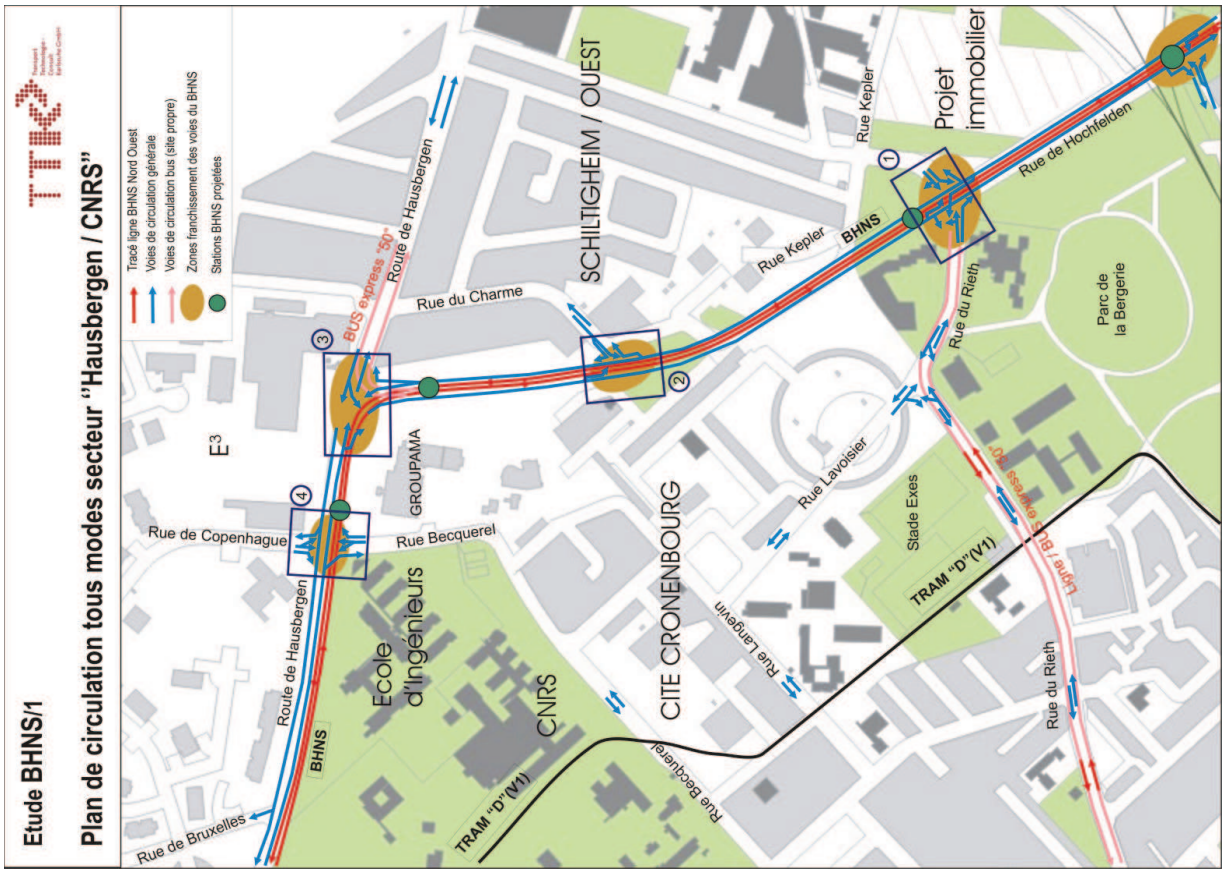 Etude BHNS/1
Plan de circulation tous modes secteur "Hausbergen / CNRS"
TTK
Transport
Technologie-
Consult
Karlsruhe GmbH
Tracé ligne BHNS Nord Ouest
Voies de circulation générale
Voies de circulation bus (site propre)
Zones franchissement des voies du BHNS
Stations BHNS projetées
Rue de Bruxelles
Route de Hausbergen
BHNS
Rue de Copenhague
4
E3
3
BUS express "50"
Route de Hausbergen
Rue du Charme
Ecole
d'Ingénieurs
Rue Becquerel
GROUPAMA
CNRS
2
SCHILTIGHEIM / OUEST
Rue Kepler
BHNS
1
Rue Kepler
Projet
immobilier
Rue de Hochfelden
TRAM "D"(V1)
Rue Becquerel
CITE CRONENBOURG
Rue Langevin
Rue Lavoisier
Stade Exes
TRAM "D"(V1)
Rue du Rieth
Parc de
la Bergerie
Ligne / BUS express "50"
Rue du Rieth